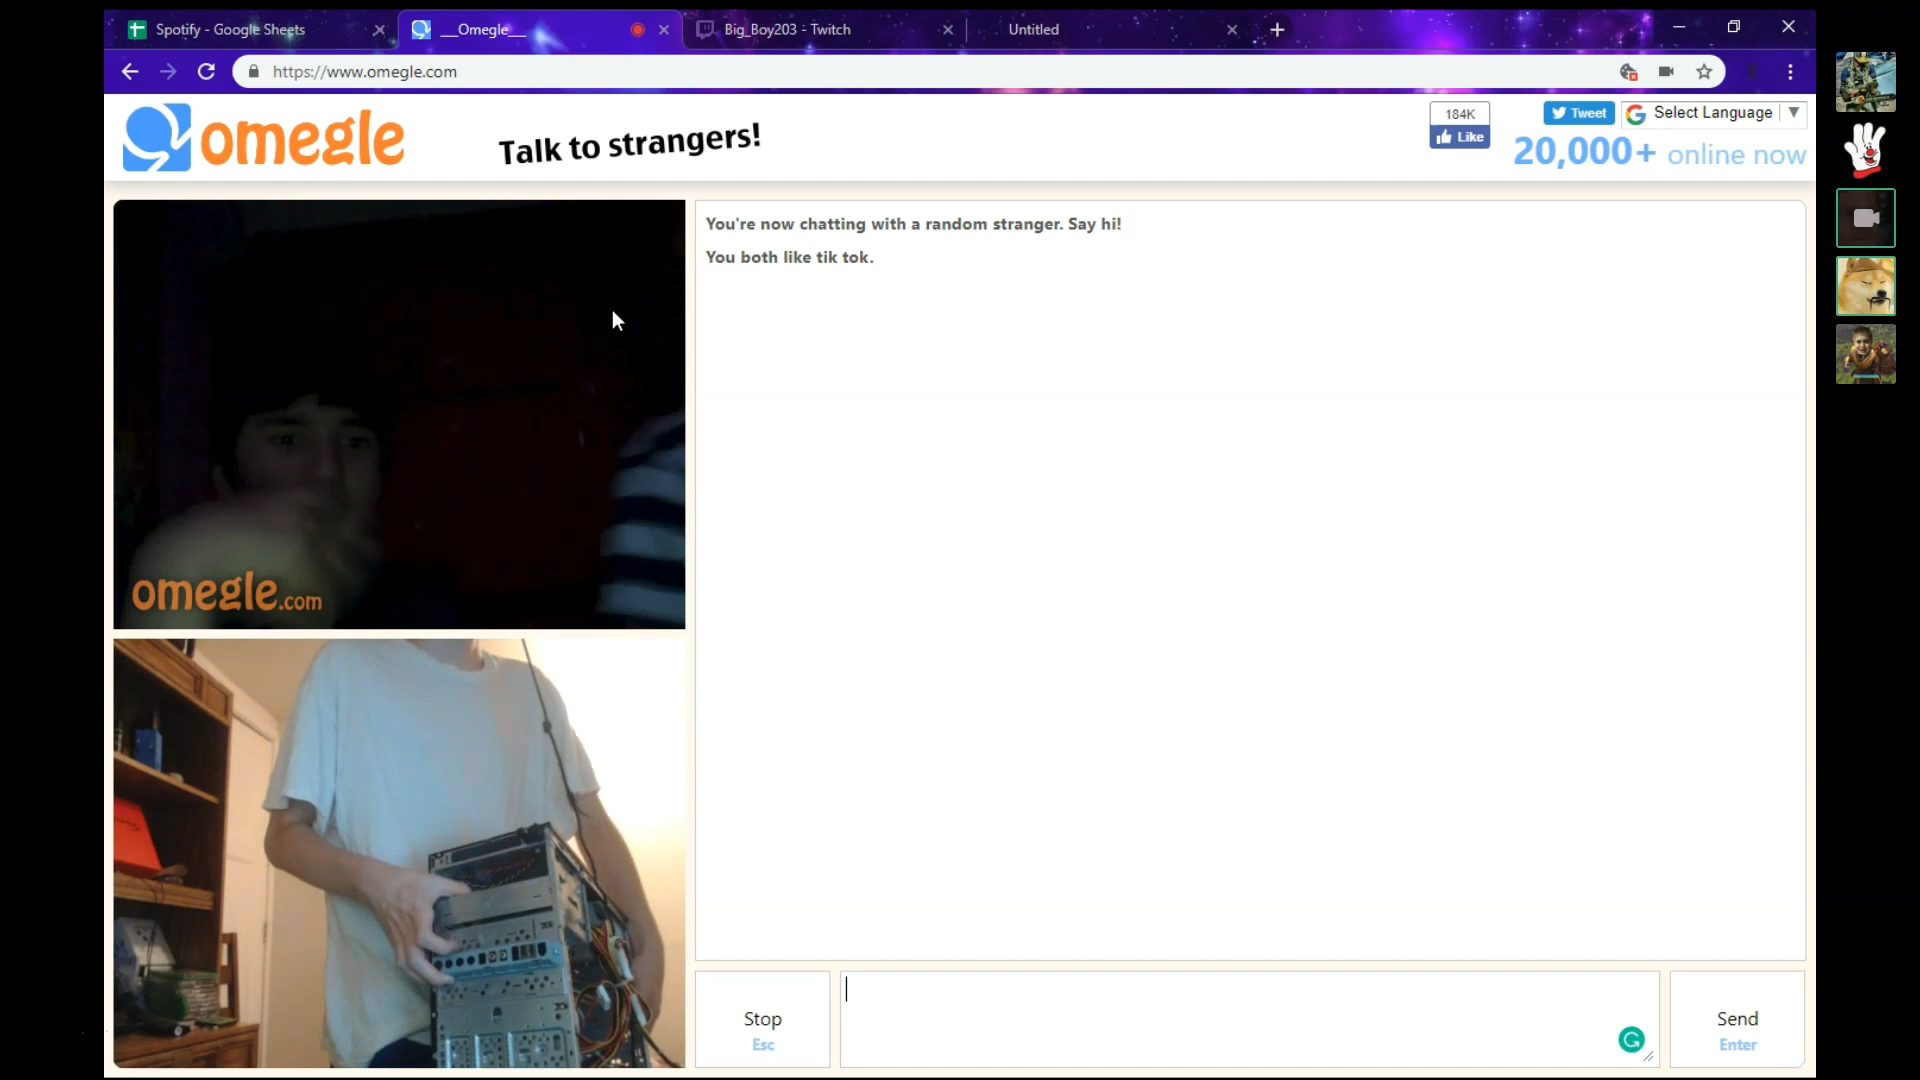 Spotify - Google Sheets
___Omegle___
Big_Boy203 - Twitch
Untitled
https://www.omegle.com
omegle
Talk to strangers!
184K
Like
Tweet
Select Language
20,000+ online now
omegle.com
You're now chatting with a random stranger. Say hi!
You both like tik tok.
Stop
Esc
Send
Enter